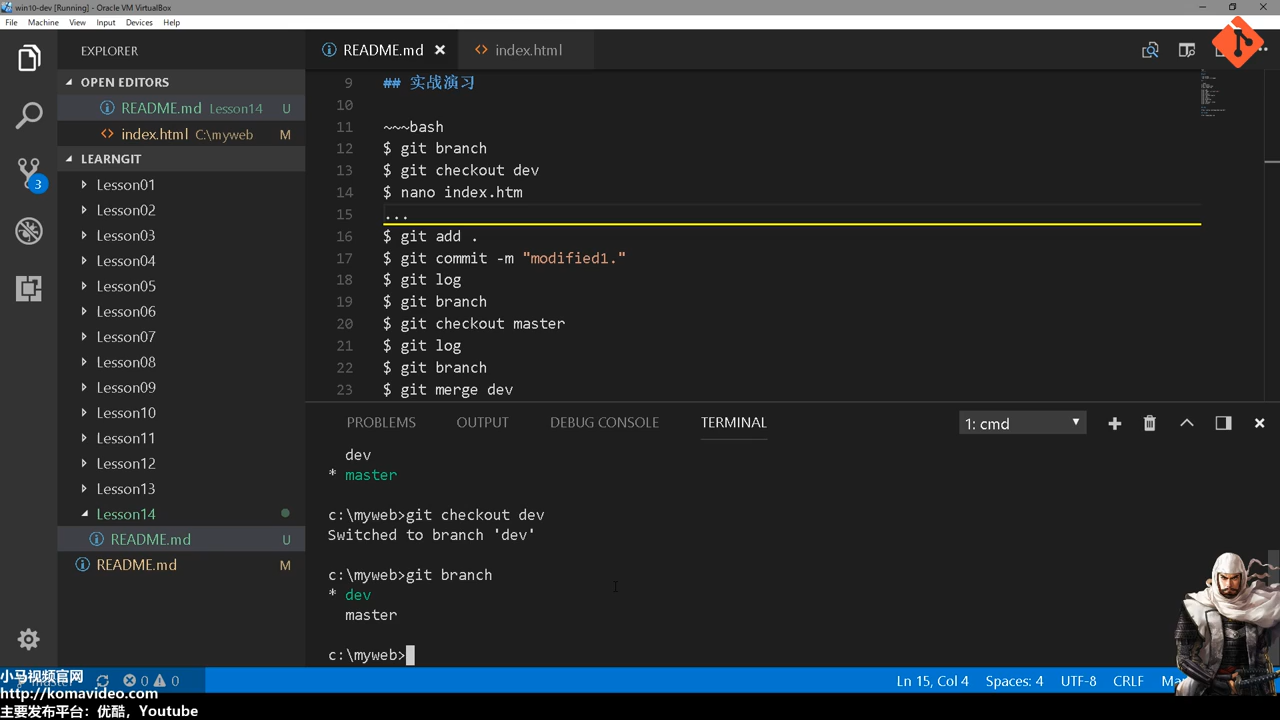 win10-dev [Running] - Oracle VM VirtualBox
File Machine View Input Devices Help
EXPLORER
OPEN EDITORS
README.md Lesson14 U
index.html C:\myweb M
LEARNGIT
Lesson01
Lesson02
Lesson03
Lesson04
Lesson05
Lesson06
Lesson07
Lesson08
Lesson09
Lesson10
Lesson11
Lesson12
Lesson13
Lesson14
README.md U
README.md M
3
README.md index.html
9 ## 实战演习
10
11 ~~~bash
12 $ git branch
13 $ git checkout dev
14 $ nano index.htm
15 ...
16 $ git add .
17 $ git commit -m "modified1."
18 $ git log
19 $ git branch
20 $ git checkout master
21 $ git log
22 $ git branch
23 $ git merge dev
PROBLEMS OUTPUT DEBUG CONSOLE TERMINAL 1: cmd
dev
* master
c:\myweb>git checkout dev
Switched to branch 'dev'
c:\myweb>git branch
* dev
master
c:\myweb>
0 0 Ln 15, Col 4 Spaces: 4 UTF-8 CRLF
小马视频官网
http://komavideo.com
主要发布平台：优酷，Youtube